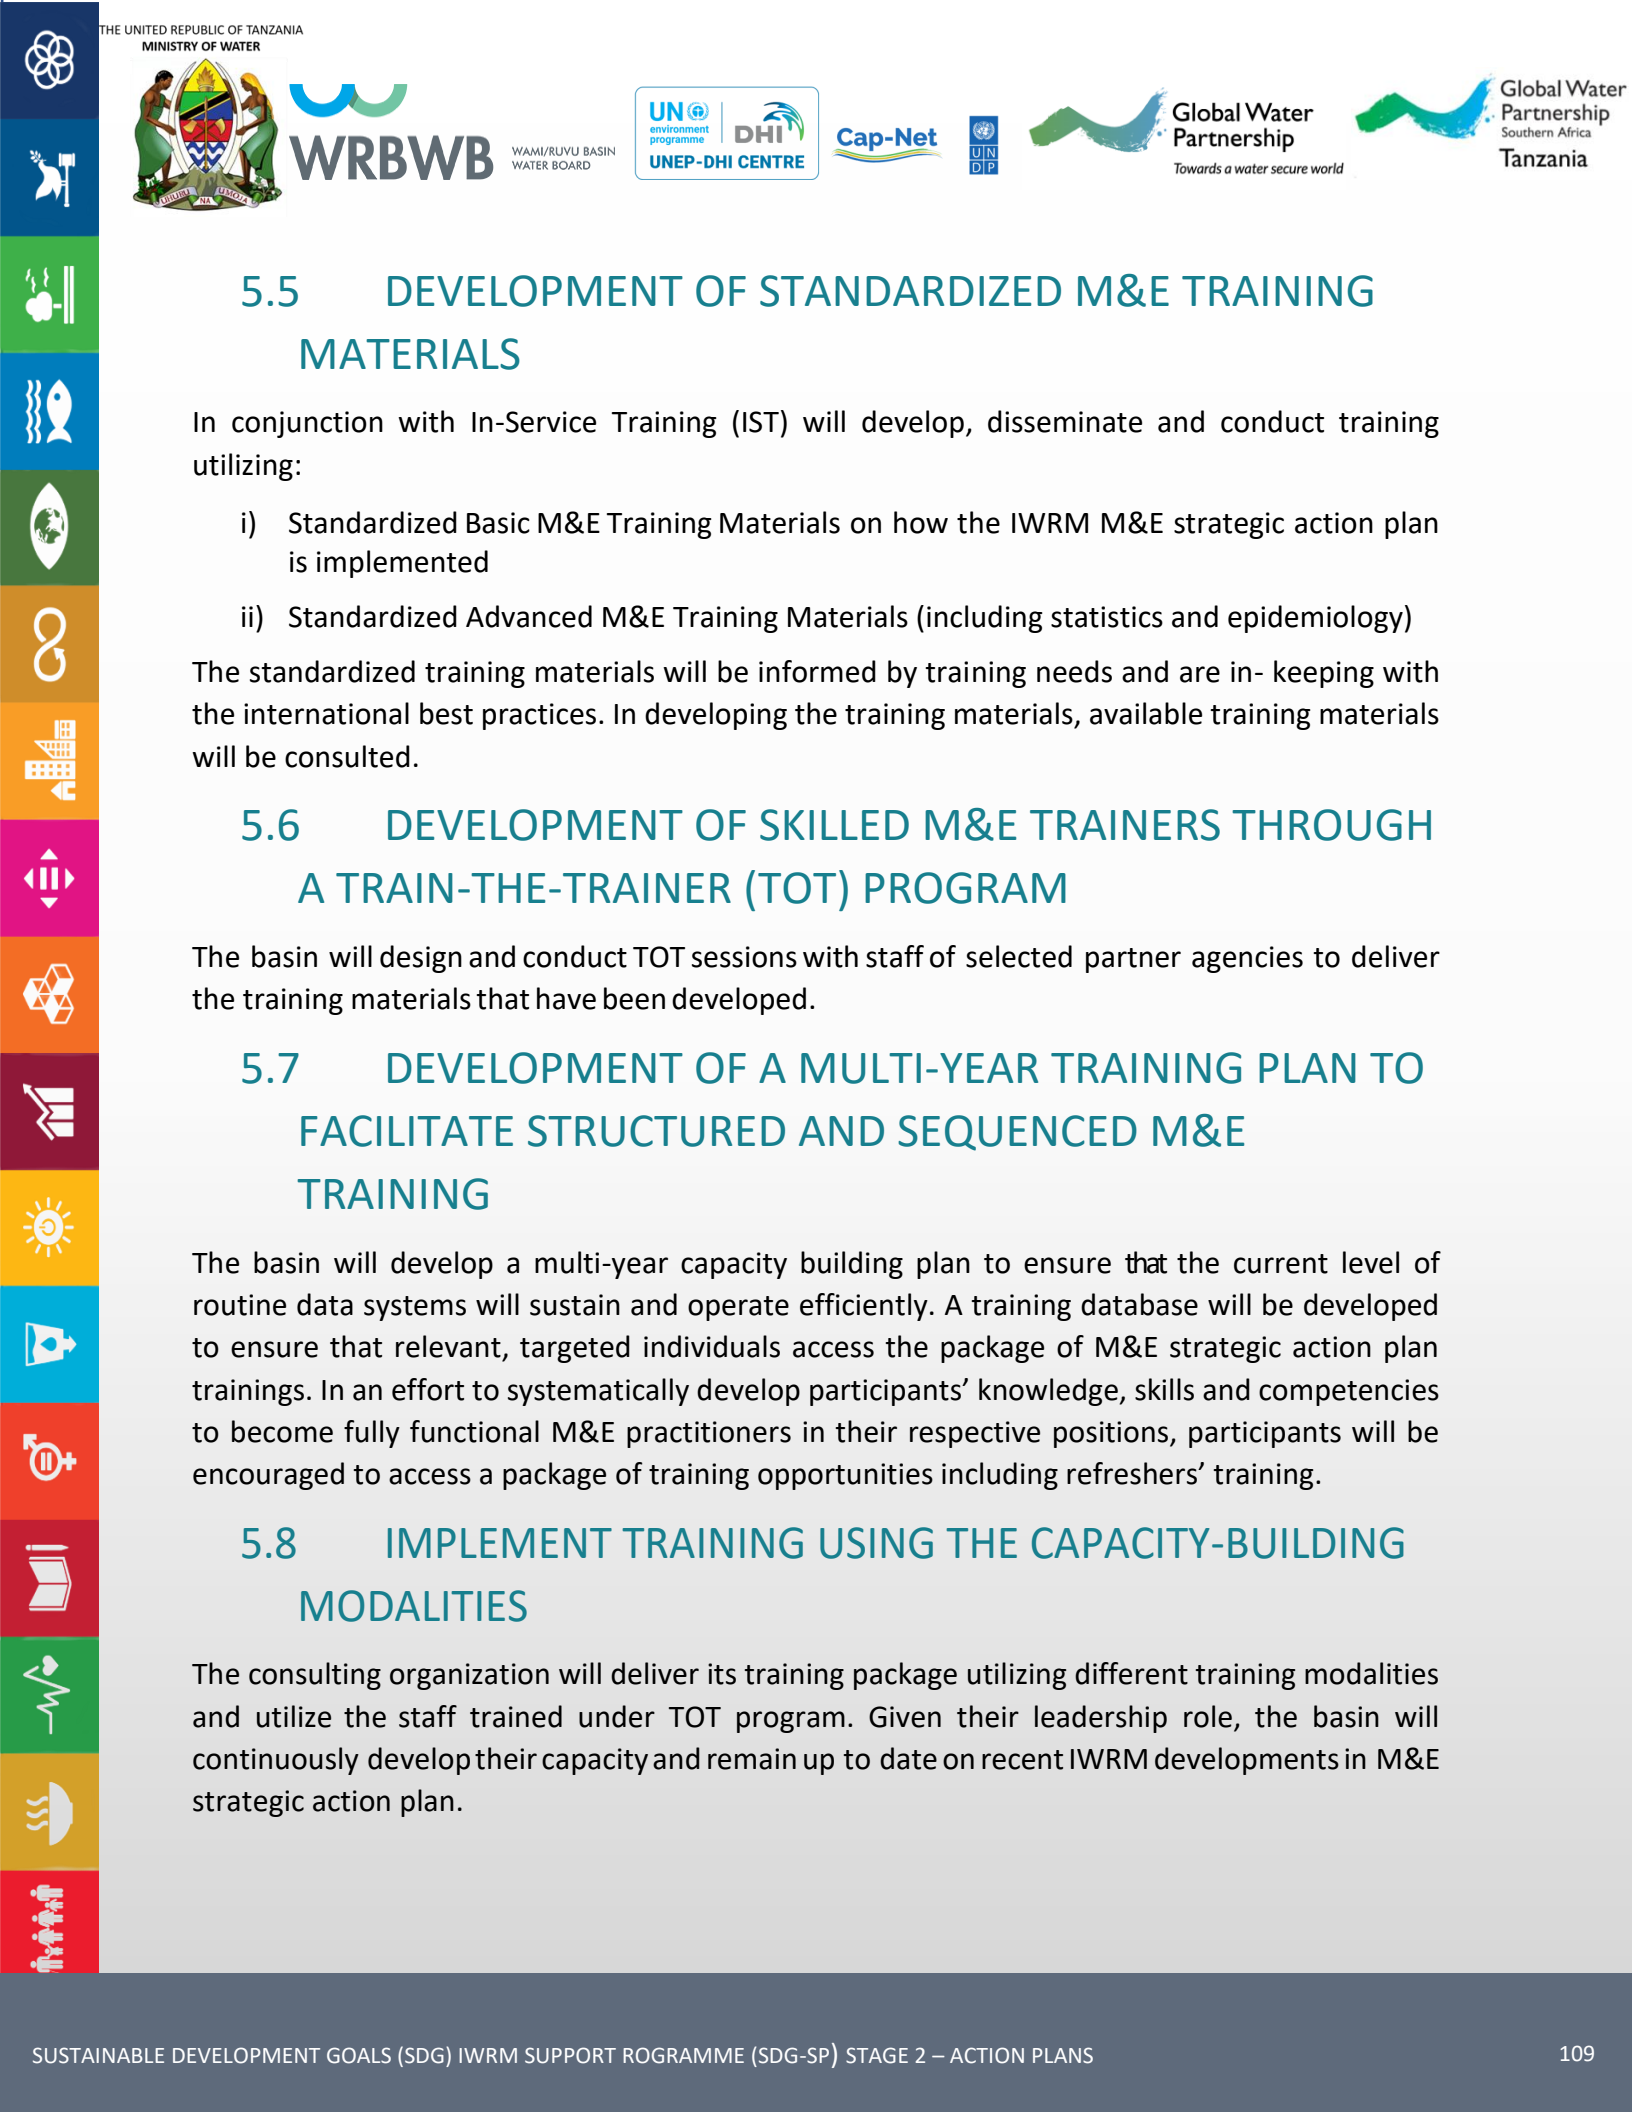 THE UNITED REPUBLIC OF TANZANIA
MINISTRY OF WATER
UHURU NA UMOJA
WRBWB
WAMI/RUVU BASIN
WATER BOARD
UN
environment
programme
DHI
UNEP-DHI CENTRE
Cap-Net
U N
D P
Global Water
Partnership
Towards a water secure world
Global Water
Partnership
Southern Africa
Tanzania
5.5 DEVELOPMENT OF STANDARDIZED M&E TRAINING
MATERIALS
In conjunction with In-Service Training (IST) will develop, disseminate and conduct training
utilizing:
i) Standardized Basic M&E Training Materials on how the IWRM M&E strategic action plan
is implemented
ii) Standardized Advanced M&E Training Materials (including statistics and epidemiology)
The standardized training materials will be informed by training needs and are in- keeping with
the international best practices. In developing the training materials, available training materials
will be consulted.
5.6 DEVELOPMENT OF SKILLED M&E TRAINERS THROUGH
A TRAIN-THE-TRAINER (TOT) PROGRAM
The basin will design and conduct TOT sessions with staff of selected partner agencies to deliver
the training materials that have been developed.
5.7 DEVELOPMENT OF A MULTI-YEAR TRAINING PLAN TO
FACILITATE STRUCTURED AND SEQUENCED M&E
TRAINING
The basin will develop a multi-year capacity building plan to ensure that the current level of
routine data systems will sustain and operate efficiently. A training database will be developed
to ensure that relevant, targeted individuals access the package of M&E strategic action plan
trainings. In an effort to systematically develop participants’ knowledge, skills and competencies
to become fully functional M&E practitioners in their respective positions, participants will be
encouraged to access a package of training opportunities including refreshers’ training.
5.8 IMPLEMENT TRAINING USING THE CAPACITY-BUILDING
MODALITIES
The consulting organization will deliver its training package utilizing different training modalities
and utilize the staff trained under TOT program. Given their leadership role, the basin will
continuously develop their capacity and remain up to date on recent IWRM developments in M&E
strategic action plan.
SUSTAINABLE DEVELOPMENT GOALS (SDG) IWRM SUPPORT ROGRAMME (SDG-SP) STAGE 2 – ACTION PLANS
109